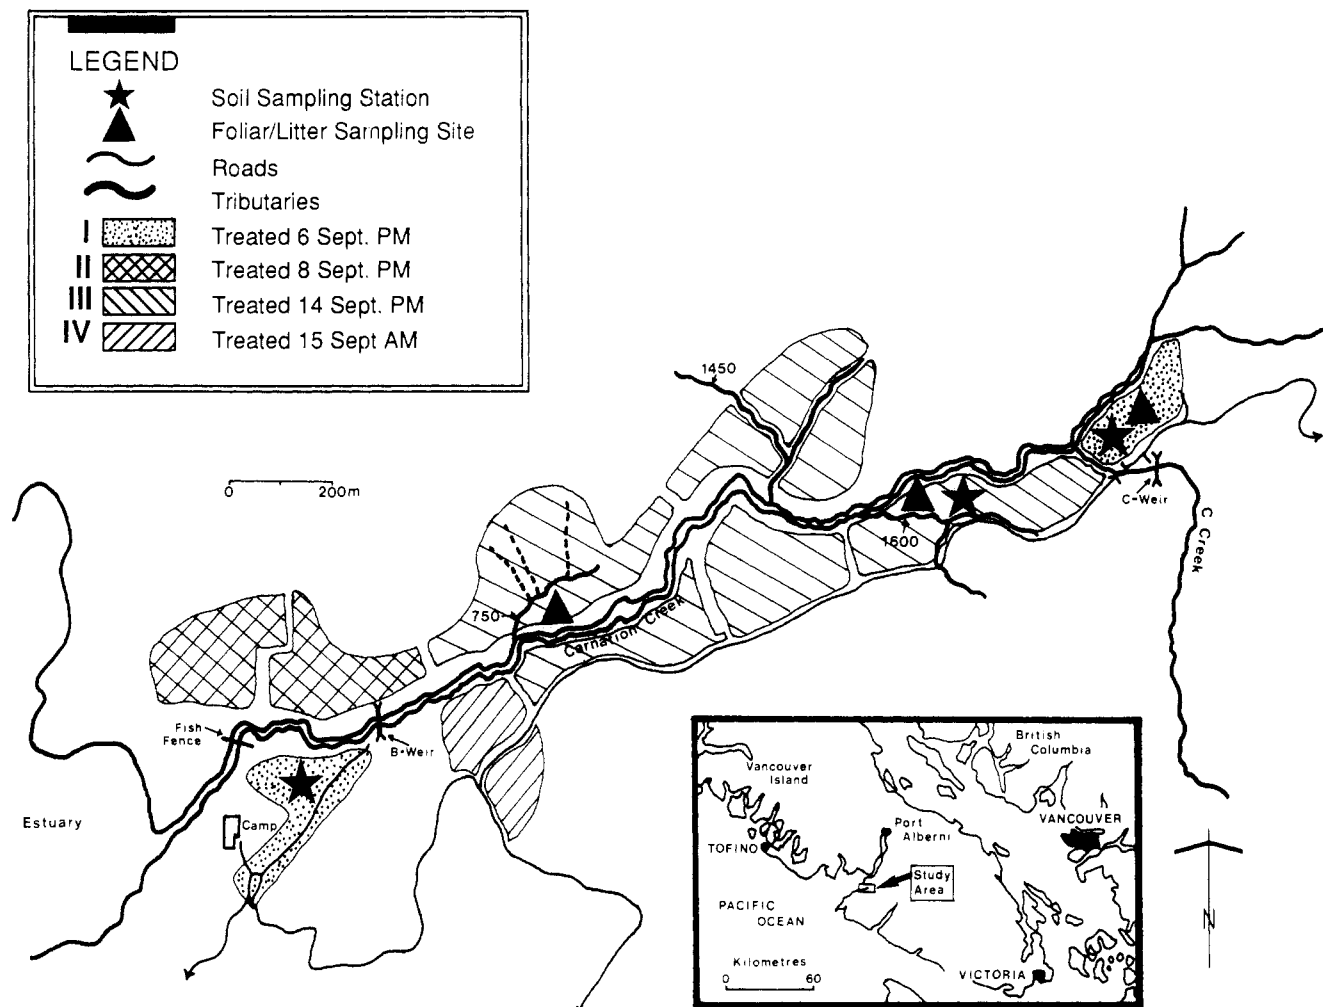 LEGEND
Soil Sampling Station
Foliar/Litter Sampling Site
Roads
Tributaries
I Treated 6 Sept. PM
II Treated 8 Sept. PM
III Treated 14 Sept. PM
IV Treated 15 Sept AM
1450
0 200m
C-Weir
1600
C Creek
750
Carnation Creek
Fish
Fence
B-Weir
Estuary
Camp
British
Columbia
Vancouver
Island
VANCOUVER
Port
Alberni
TOFINO
Study
Area
PACIFIC
OCEAN
Kilometres
0 60
VICTORIA
N